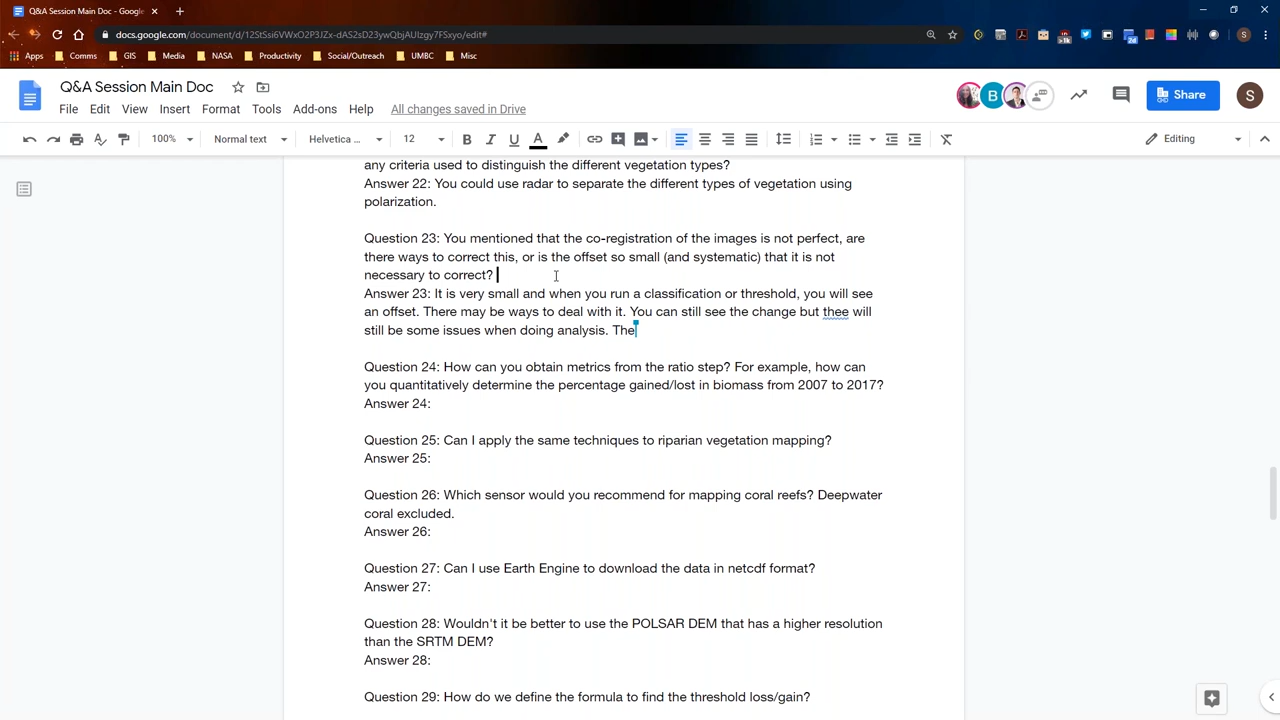 Q&A Session Main Doc - Google
docs.google.com/document/d/12StSsi6VWxO2P3JZx-dAS2sD23ywQbjAUIzgy7FSxyo/edit#
Apps Comms GIS Media NASA Productivity Social/Outreach UMBC Misc
Q&A Session Main Doc
File Edit View Insert Format Tools Add-ons Help All changes saved in Drive
B
Share
S
100% Normal text Helvetica ... 12 B I U A Editing
any criteria used to distinguish the different vegetation types?
Answer 22: You could use radar to separate the different types of vegetation using
polarization.
Question 23: You mentioned that the co-registration of the images is not perfect, are
there ways to correct this, or is the offset so small (and systematic) that it is not
necessary to correct?
Answer 23: It is very small and when you run a classification or threshold, you will see
an offset. There may be ways to deal with it. You can still see the change but thee will
still be some issues when doing analysis. The
Question 24: How can you obtain metrics from the ratio step? For example, how can
you quantitatively determine the percentage gained/lost in biomass from 2007 to 2017?
Answer 24:
Question 25: Can I apply the same techniques to riparian vegetation mapping?
Answer 25:
Question 26: Which sensor would you recommend for mapping coral reefs? Deepwater
coral excluded.
Answer 26:
Question 27: Can I use Earth Engine to download the data in netcdf format?
Answer 27:
Question 28: Wouldn't it be better to use the POLSAR DEM that has a higher resolution
than the SRTM DEM?
Answer 28:
Question 29: How do we define the formula to find the threshold loss/gain?